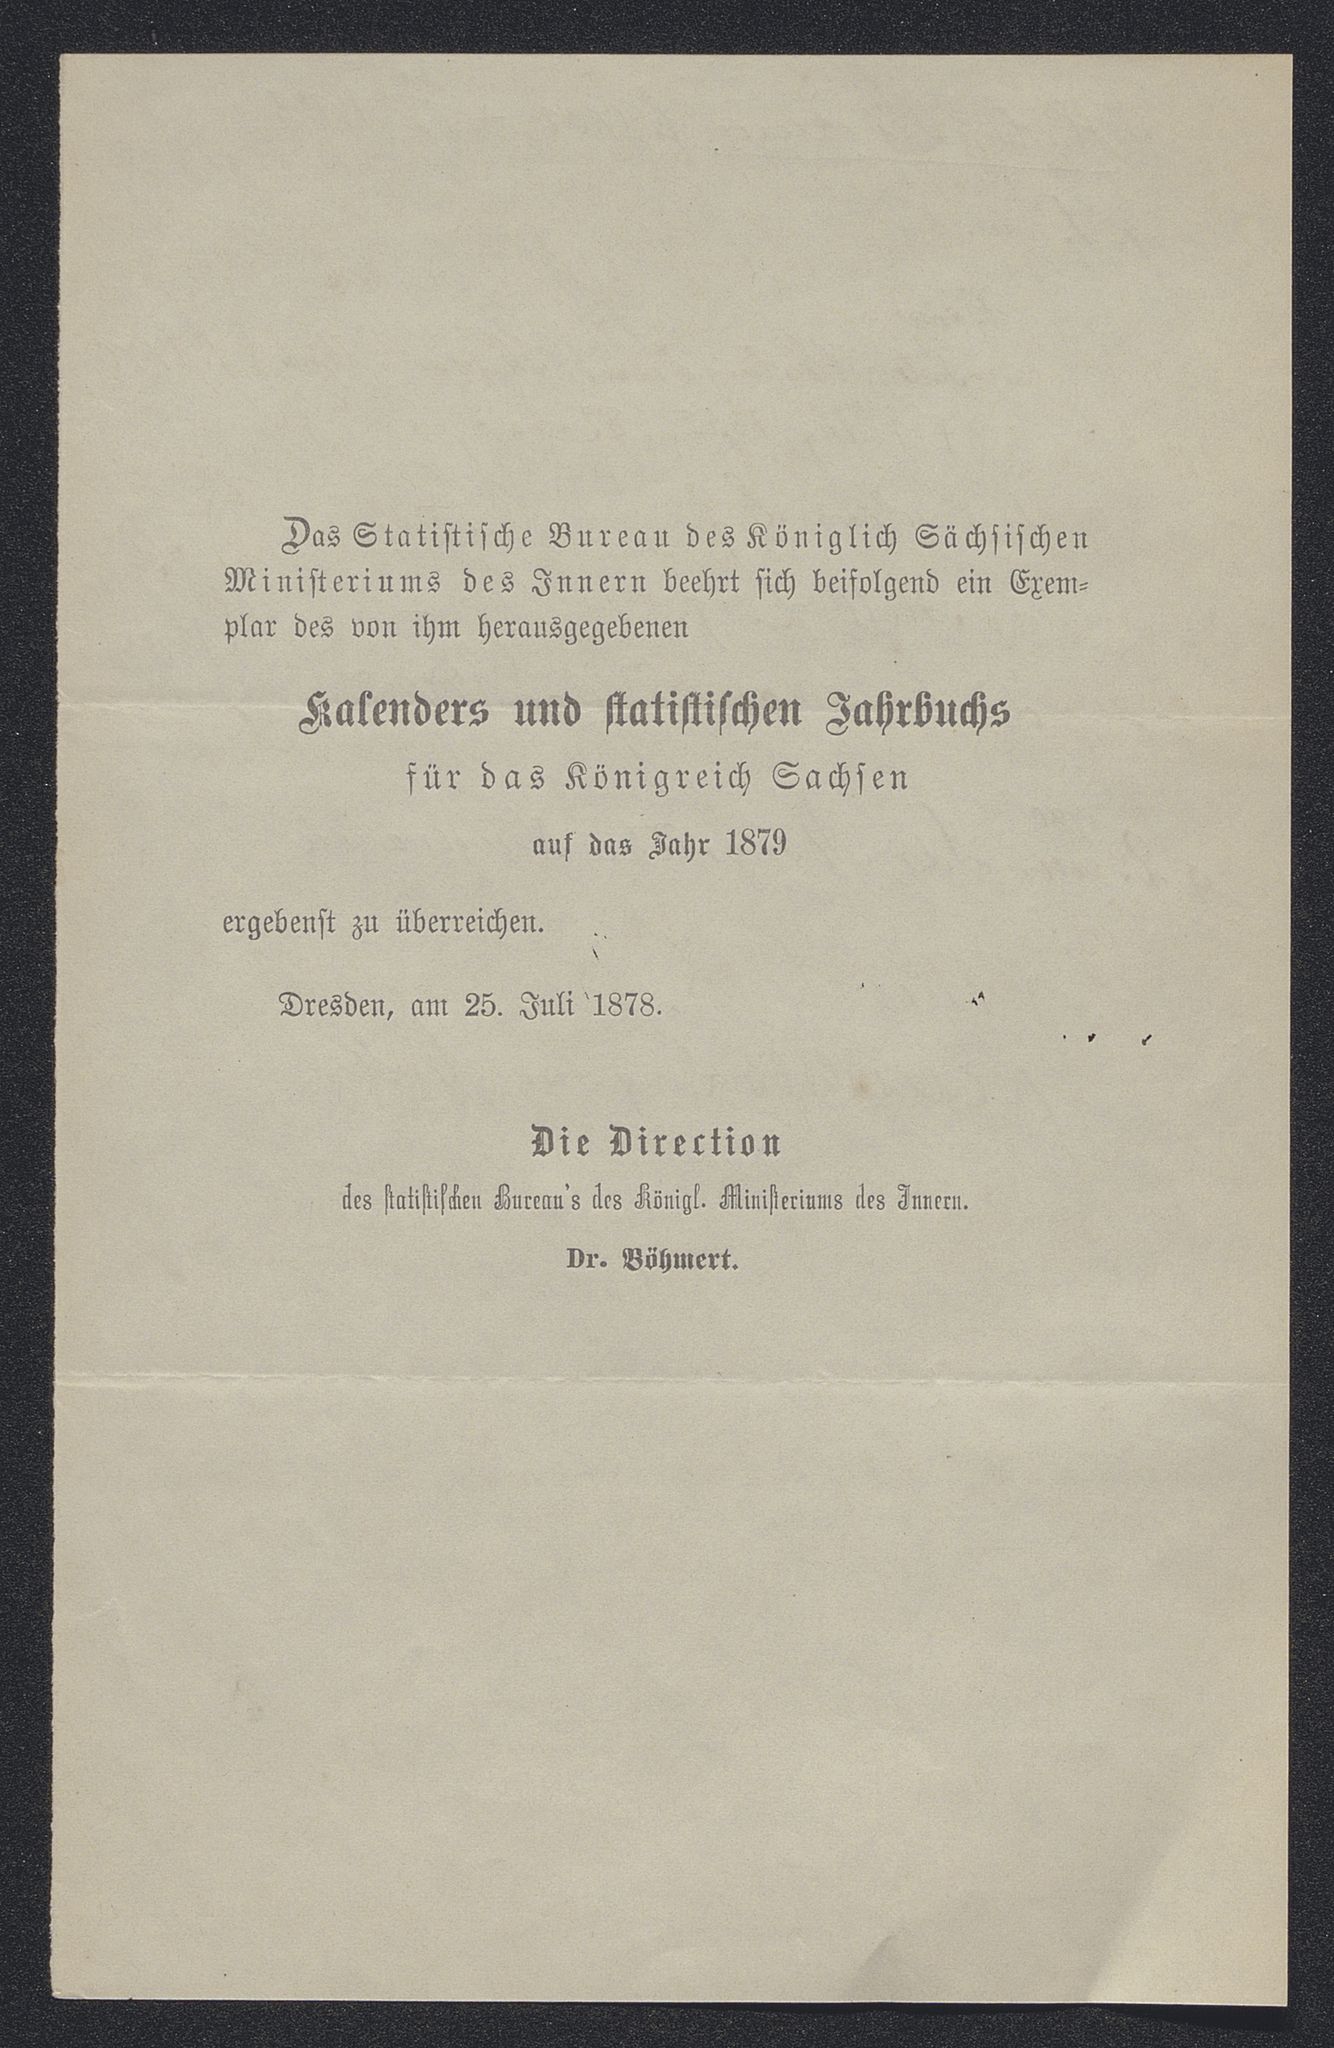 Das Statistische Bureau des Königlich Sächsischen
Ministeriums des Innern beehrt sich beifolgend ein Exem-
plar des von ihm herausgegebenen
Kalenders und statistischen Jahrbuchs
für das Königreich Sachsen
auf das Jahr 1879
ergebenst zu überreichen.
Dresden, am 25. Juli 1878.
Die Direction
des statistischen Bureau's des Königl. Ministeriums des Innern.
Dr. Böhmert.